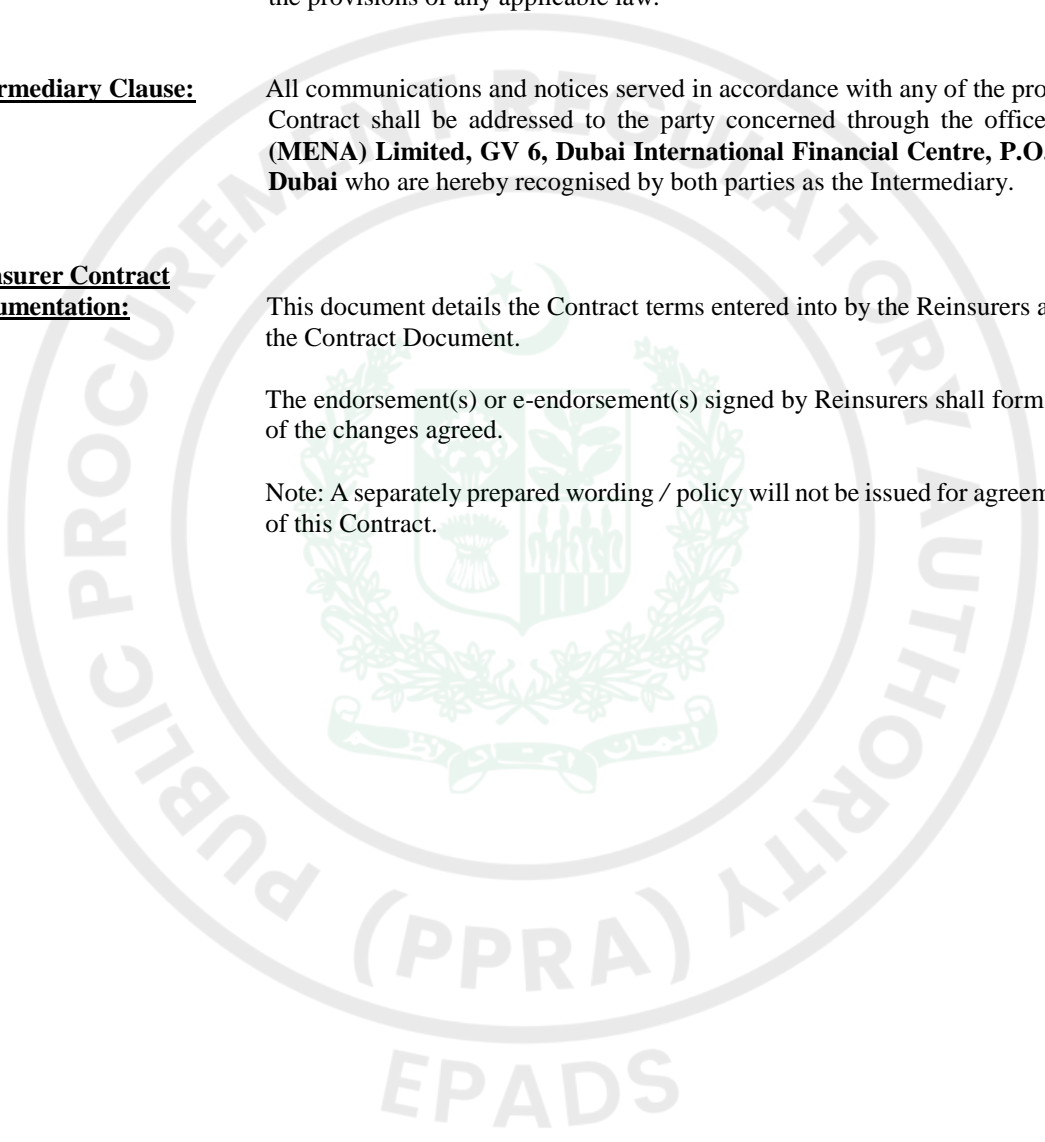 the provisions of any applicable law.
rmediary Clause:
All communications and notices served in accordance with any of the pro
Contract shall be addressed to the party concerned through the office
(MENA) Limited, GV 6, Dubai International Financial Centre, P.O.
Dubai who are hereby recognised by both parties as the Intermediary.
nsurer Contract
umentation:
This document details the Contract terms entered into by the Reinsurers a
the Contract Document.
The endorsement(s) or e-endorsement(s) signed by Reinsurers shall form
of the changes agreed.
Note: A separately prepared wording / policy will not be issued for agreem
of this Contract.
PUBLIC PROCUREMENT REGULATORY AUTHORITY
(PPRA)
EPADS